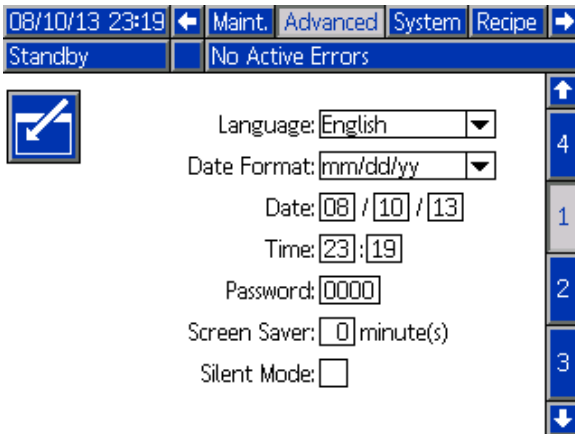 08/10/13 23:19 Maint. Advanced System Recipe
Standby No Active Errors
Language: English
4
Date Format: mm/dd/yy
Date: 08 / 10 / 13
1
Time: 23:19
Password: 0000
2
Screen Saver: 0 minute(s)
3
Silent Mode: